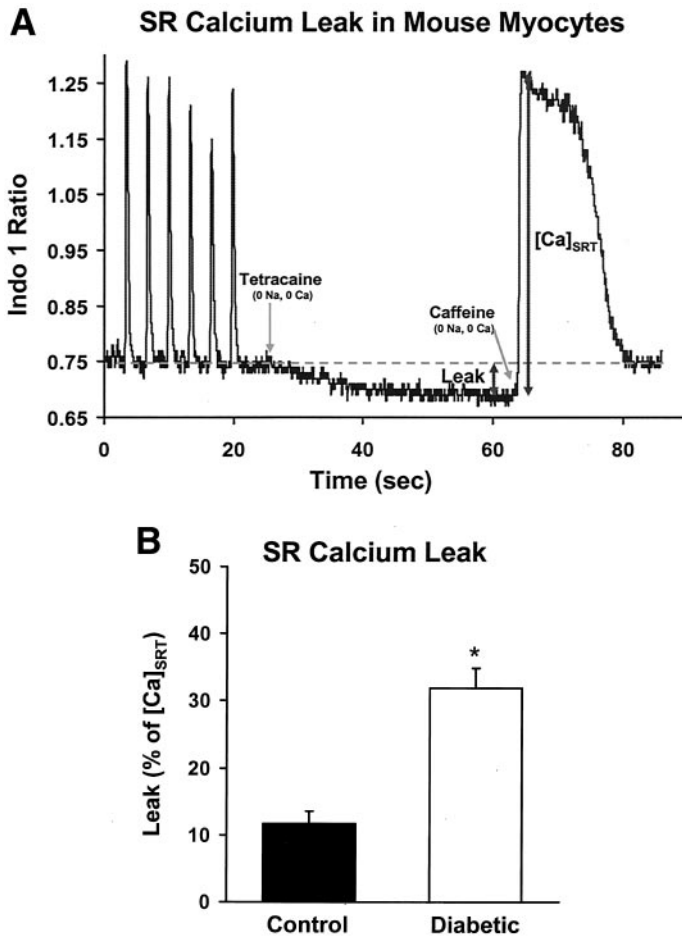 A
SR Calcium Leak in Mouse Myocytes
1.25
1.15
1.05
0.95
0.85
0.75
0.65
Indo 1 Ratio
Tetracaine
(0 Na, 0 Ca)
Caffeine
(0 Na, 0 Ca)
[Ca]SRT
Leak
0
20
40
60
80
Time (sec)
B
SR Calcium Leak
50
40
30
20
10
0
Leak (% of [Ca]SRT)
*
Control
Diabetic